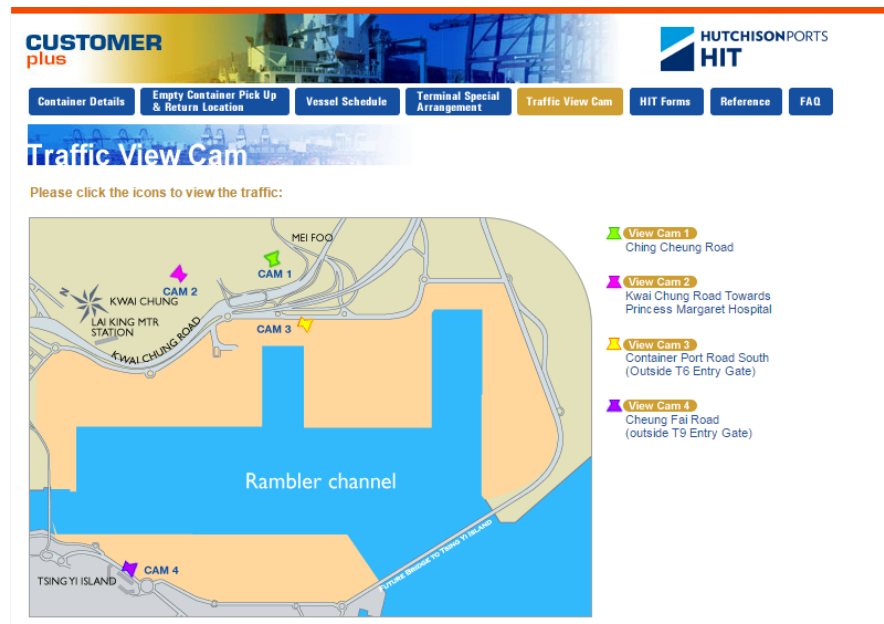 CUSTOMER
plus
HUTCHISONPORTS
HIT
Container Details
Empty Container Pick Up
& Return Location
Vessel Schedule
Terminal Special
Arrangement
Traffic View Cam
HIT Forms
Reference
FAQ
Traffic View Cam
Please click the icons to view the traffic:
MEI FOO
CAM 1
CAM 2
N
KWAI CHUNG
LAI KING MTR
STATION
KWAI CHUNG ROAD
CAM 3
Rambler channel
FUTURE BRIDGE TO TSING YI ISLAND
CAM 4
TSING YI ISLAND
View Cam 1
Ching Cheung Road
View Cam 2
Kwai Chung Road Towards
Princess Margaret Hospital
View Cam 3
Container Port Road South
(Outside T6 Entry Gate)
View Cam 4
Cheung Fai Road
(outside T9 Entry Gate)